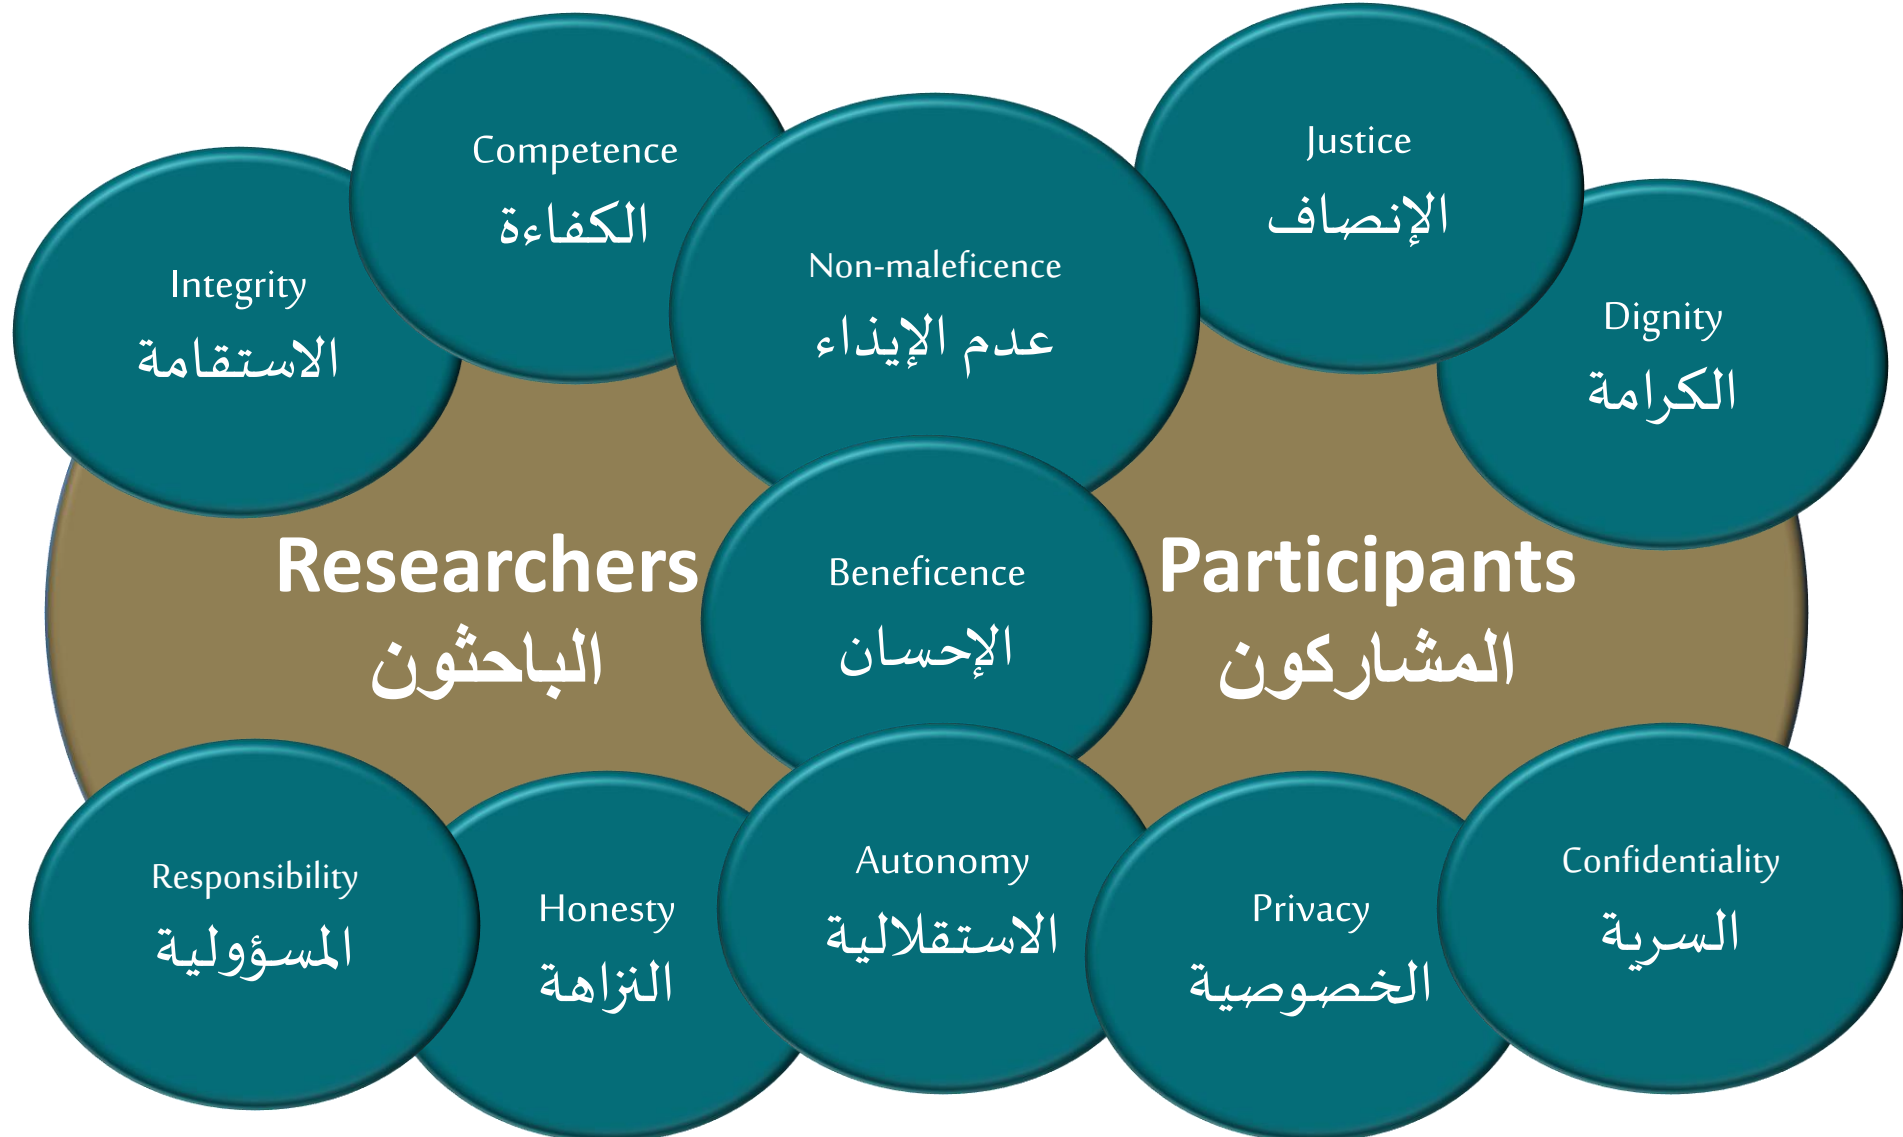 Competence
الكفاءة
Justice
الإنصاف
Integrity
الاستقامة
Non-maleficence
عدم الإيذاء
Dignity
الكرامة
Researchers
الباحثون
Beneficence
الإحسان
Participants
المشاركون
Responsibility
المسؤولية
Honesty
النزاهة
Autonomy
الاستقلالية
Privacy
الخصوصية
Confidentiality
السرية